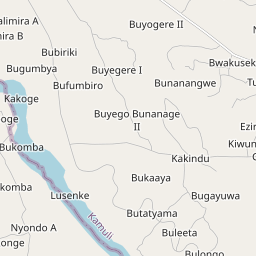 Buyogere II
Bubiriki
Bugumbya
Buyegere I
Bufumbiro
Bunanangwe
Kakoge
Buyego Bunanage
II
Bukomba
Kakindu
Bukaaya
Lusenke
Bugayuwa
Butatyama
Kamuli
Nyondo A
Buleeta
Bulongo